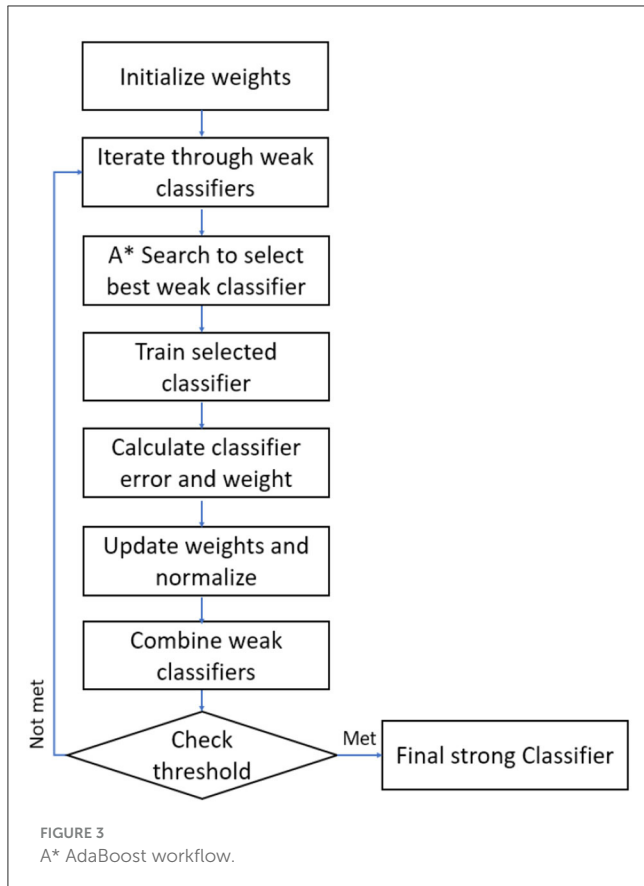 Initialize weights
Iterate through weak
classifiers
A* Search to select
best weak classifier
Train selected
classifier
Calculate classifier
error and weight
Update weights and
normalize
Combine weak
classifiers
Not met
Check
threshold
Met
Final strong Classifier
FIGURE 3
A* AdaBoost workflow.